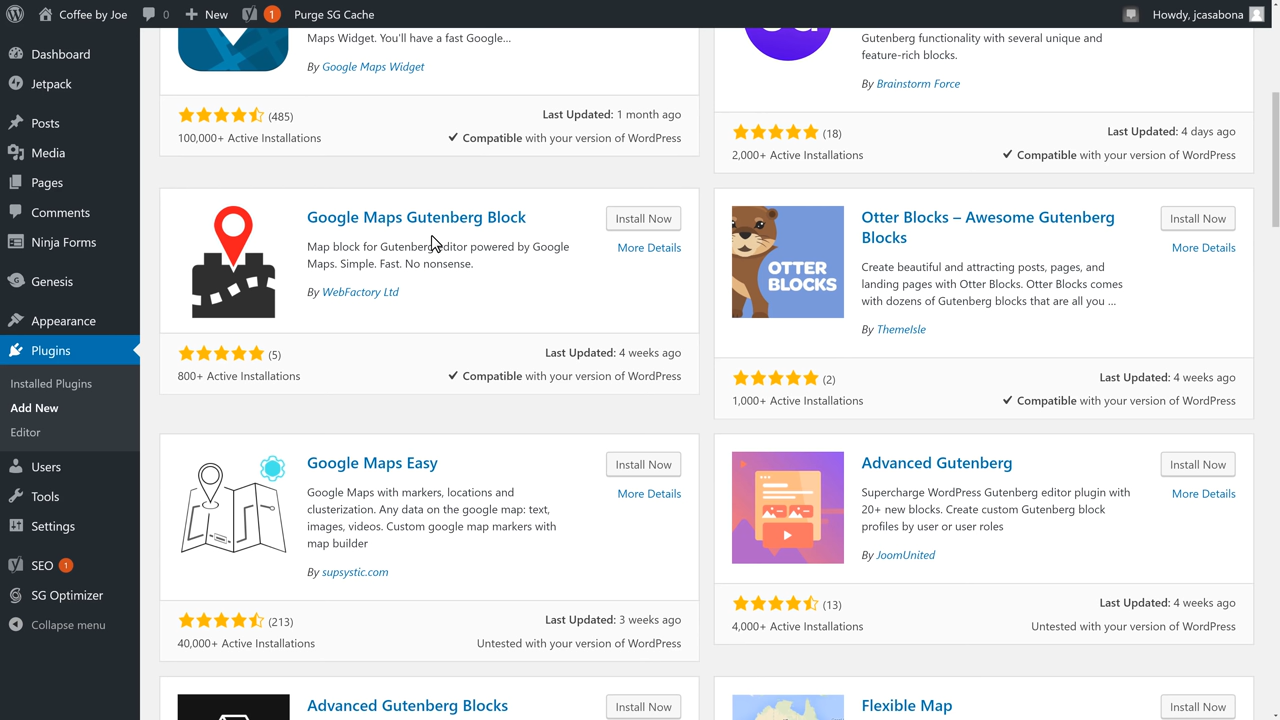 Coffee by Joe
0
New
1
Purge SG Cache
Howdy, jcasabona
Dashboard
Jetpack
Posts
Media
Pages
Comments
Ninja Forms
Genesis
Appearance
Plugins
Installed Plugins
Add New
Editor
Users
Tools
Settings
SEO 1
SG Optimizer
Collapse menu
Maps Widget. You'll have a fast Google...
By Google Maps Widget
(485)
Last Updated: 1 month ago
100,000+ Active Installations
Compatible with your version of WordPress
Gutenberg functionality with several unique and
feature-rich blocks.
By Brainstorm Force
(18)
Last Updated: 4 days ago
2,000+ Active Installations
Compatible with your version of WordPress
Google Maps Gutenberg Block
Install Now
More Details
Map block for Gutenberg editor powered by Google
Maps. Simple. Fast. No nonsense.
By WebFactory Ltd
(5)
Last Updated: 4 weeks ago
800+ Active Installations
Compatible with your version of WordPress
OTTER
BLOCKS
Otter Blocks – Awesome Gutenberg
Blocks
Install Now
More Details
Create beautiful and attracting posts, pages, and
landing pages with Otter Blocks. Otter Blocks comes
with dozens of Gutenberg blocks that are all you ...
By ThemeIsle
(2)
Last Updated: 4 weeks ago
1,000+ Active Installations
Compatible with your version of WordPress
Google Maps Easy
Install Now
More Details
Google Maps with markers, locations and
clusterization. Any data on the google map: text,
images, videos. Custom google map markers with
map builder
By supsystic.com
(213)
Last Updated: 3 weeks ago
40,000+ Active Installations
Untested with your version of WordPress
Advanced Gutenberg
Install Now
More Details
Supercharge WordPress Gutenberg editor plugin with
20+ new blocks. Create custom Gutenberg block
profiles by user or user roles
By JoomUnited
(13)
Last Updated: 4 weeks ago
4,000+ Active Installations
Untested with your version of WordPress
Advanced Gutenberg Blocks
Install Now
Flexible Map
Install Now